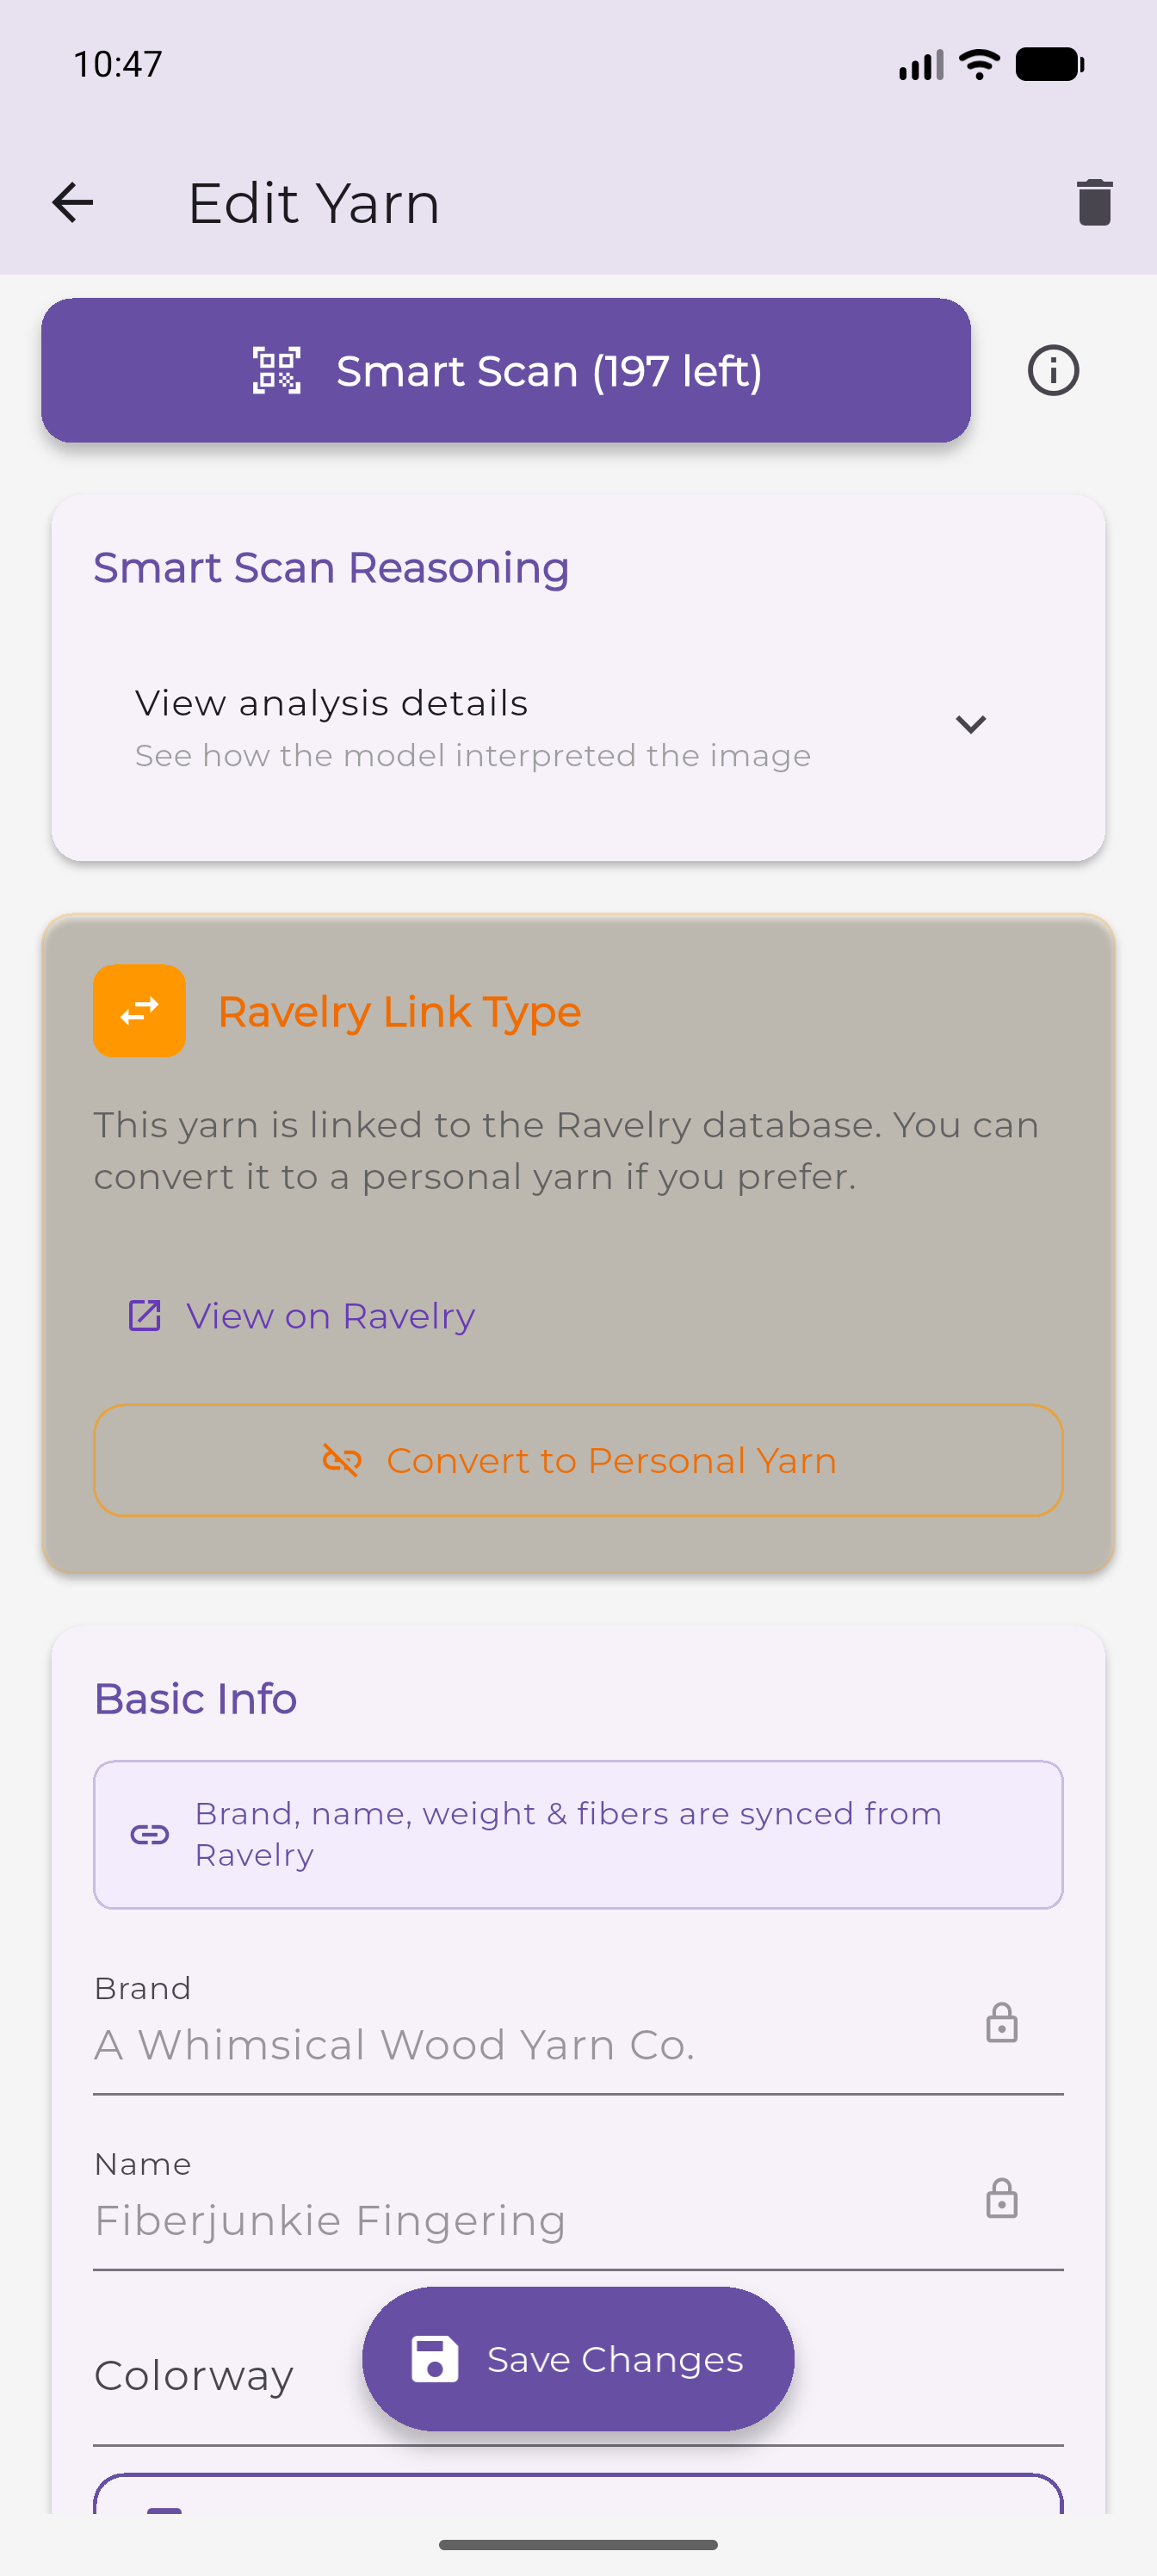 10:47
Edit Yarn
Smart Scan (197 left)
Smart Scan Reasoning
View analysis details
See how the model interpreted the image
Ravelry Link Type
This yarn is linked to the Ravelry database. You can
convert it to a personal yarn if you prefer.
View on Ravelry
Convert to Personal Yarn
Basic Info
Brand, name, weight & fibers are synced from
Ravelry
Brand
A Whimsical Wood Yarn Co.
Name
Fiberjunkie Fingering
Colorway
Save Changes